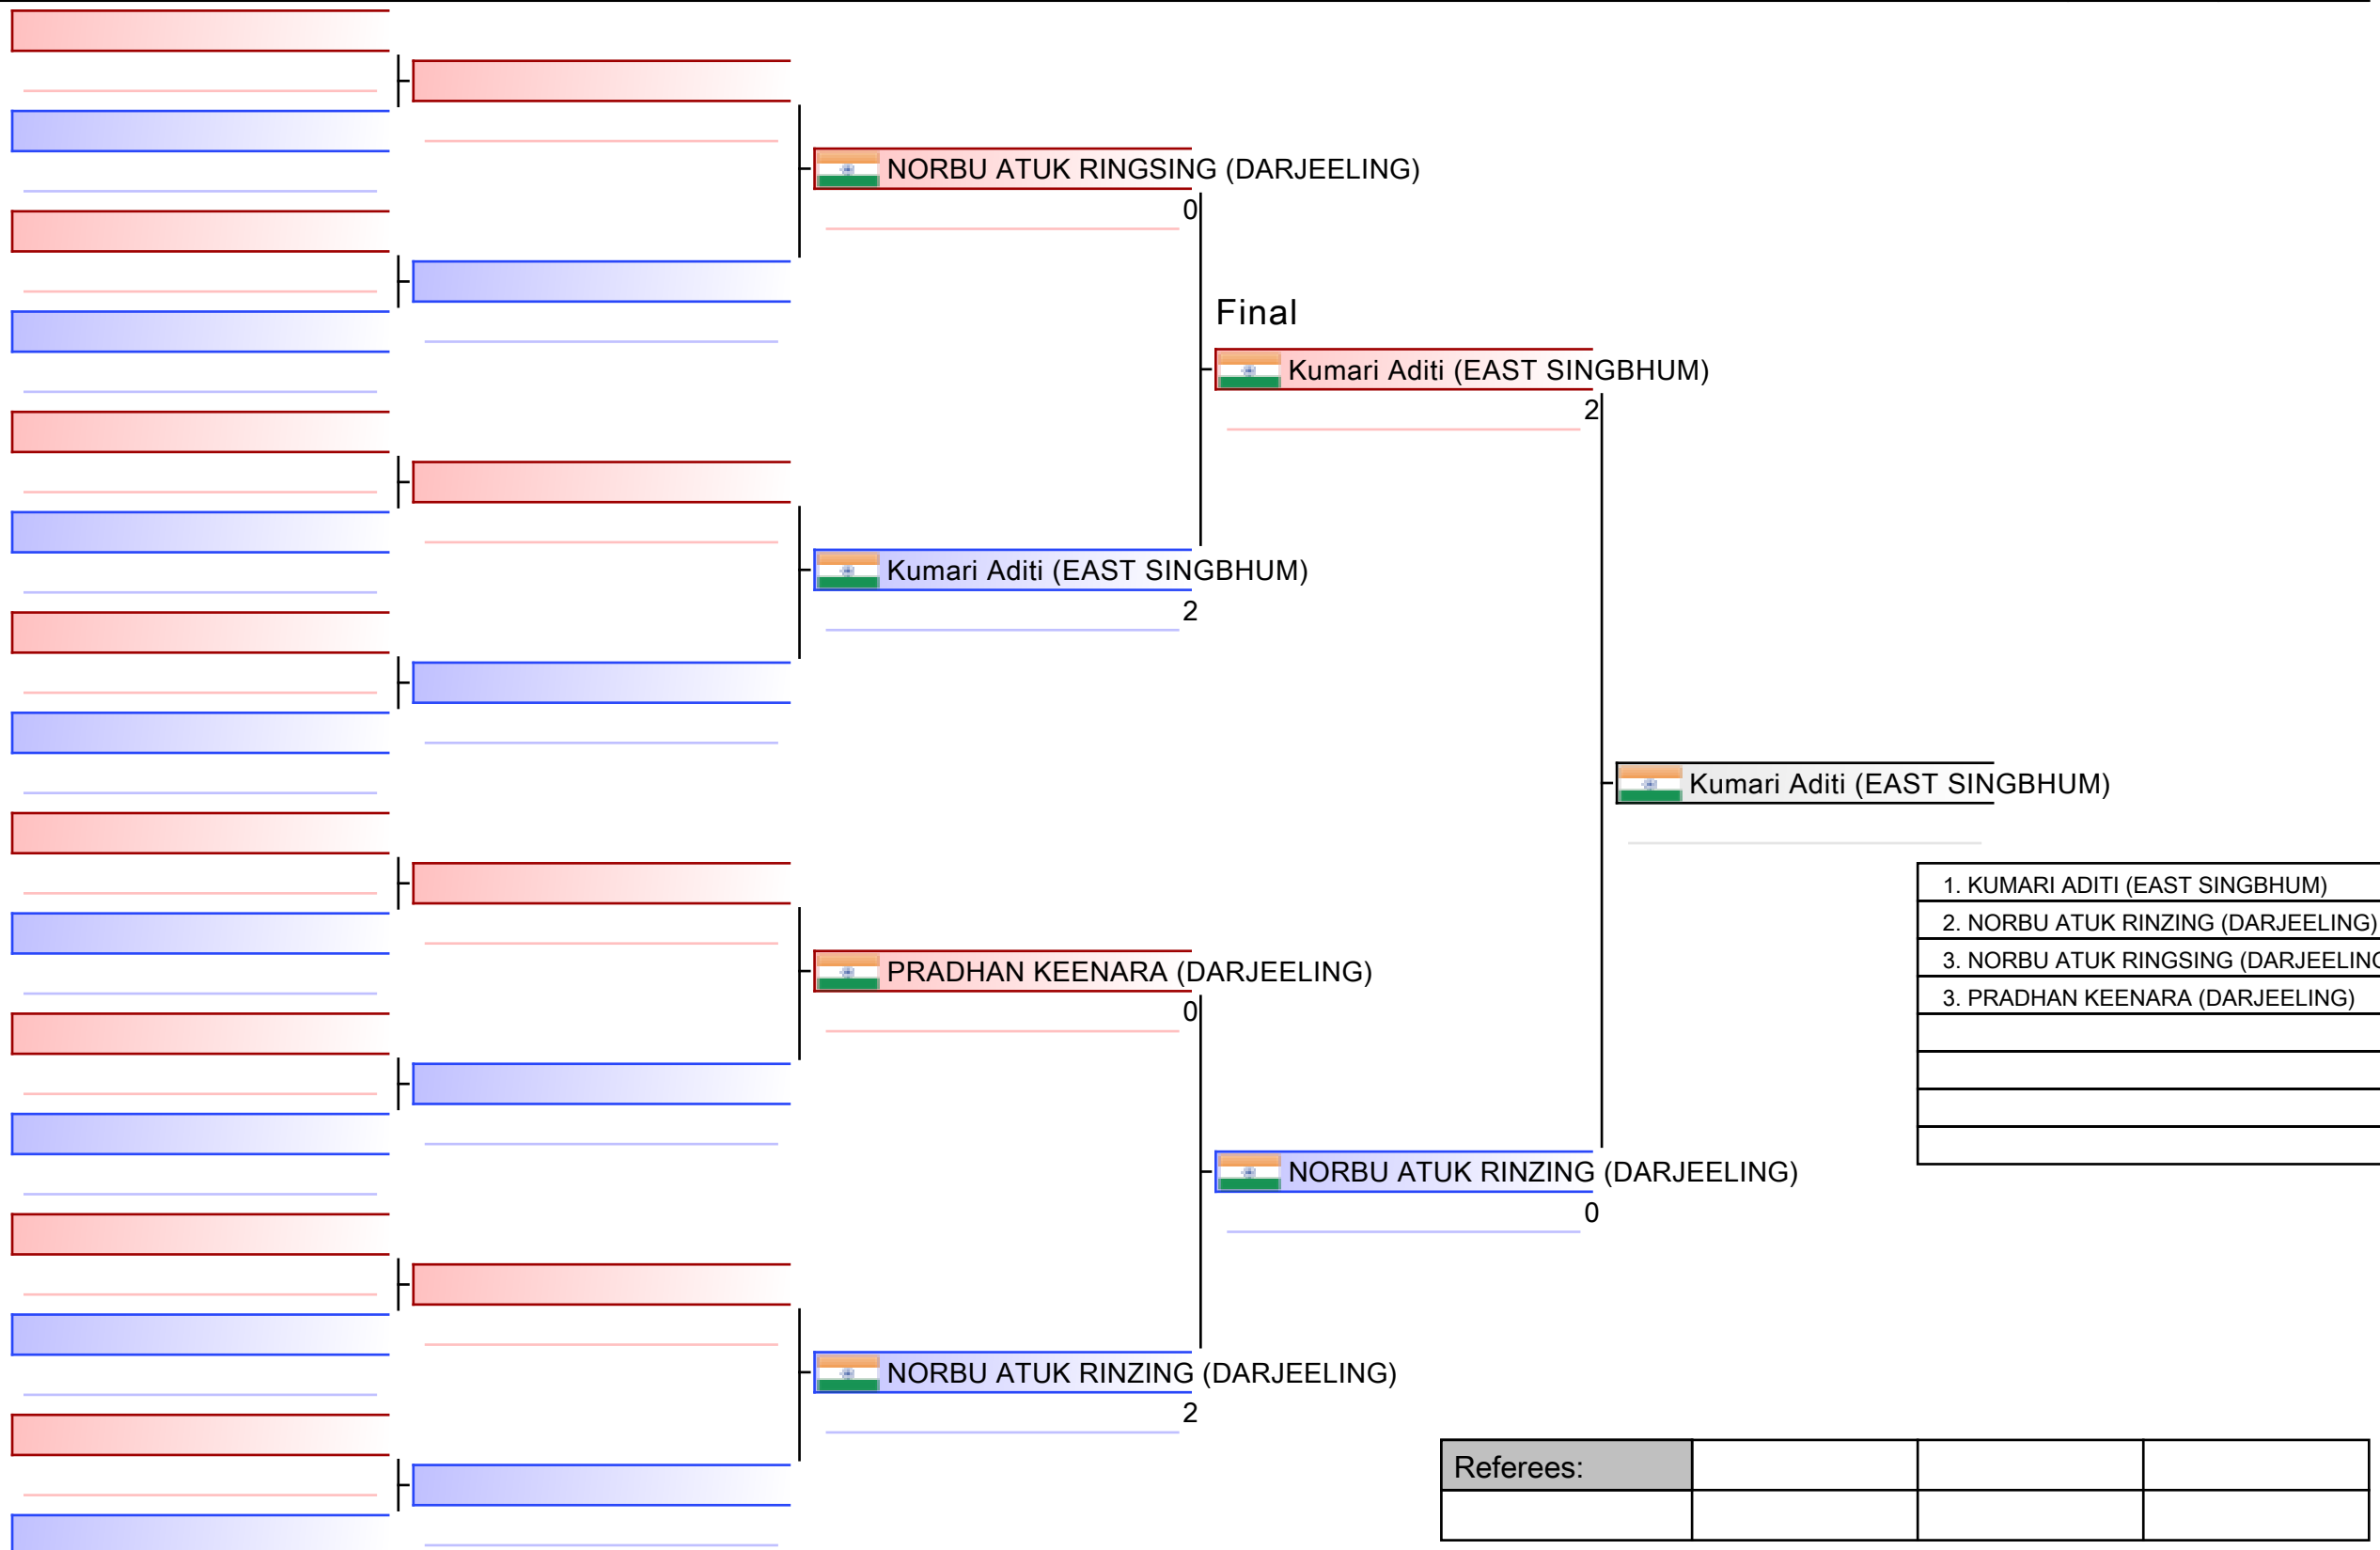 NORBU ATUK RINGSING (DARJEELING)
0
Final
Kumari Aditi (EAST SINGBHUM)
2
Kumari Aditi (EAST SINGBHUM)
2
Kumari Aditi (EAST SINGBHUM)
1. KUMARI ADITI (EAST SINGBHUM)
2. NORBU ATUK RINZING (DARJEELING)
3. NORBU ATUK RINGSING (DARJEELING
3. PRADHAN KEENARA (DARJEELING)
PRADHAN KEENARA (DARJEELING)
0
NORBU ATUK RINZING (DARJEELING)
0
NORBU ATUK RINZING (DARJEELING)
2
Referees: